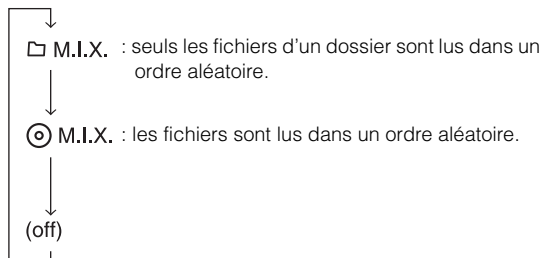 M.I.X. : seuls les fichiers d'un dossier sont lus dans un
ordre aléatoire.
M.I.X. : les fichiers sont lus dans un ordre aléatoire.
(off)